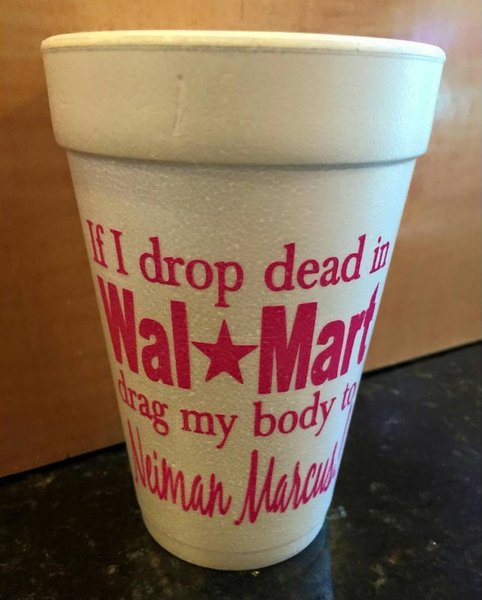 If I drop dead in
Wal★Mart
drag my body to
Neiman Marcus